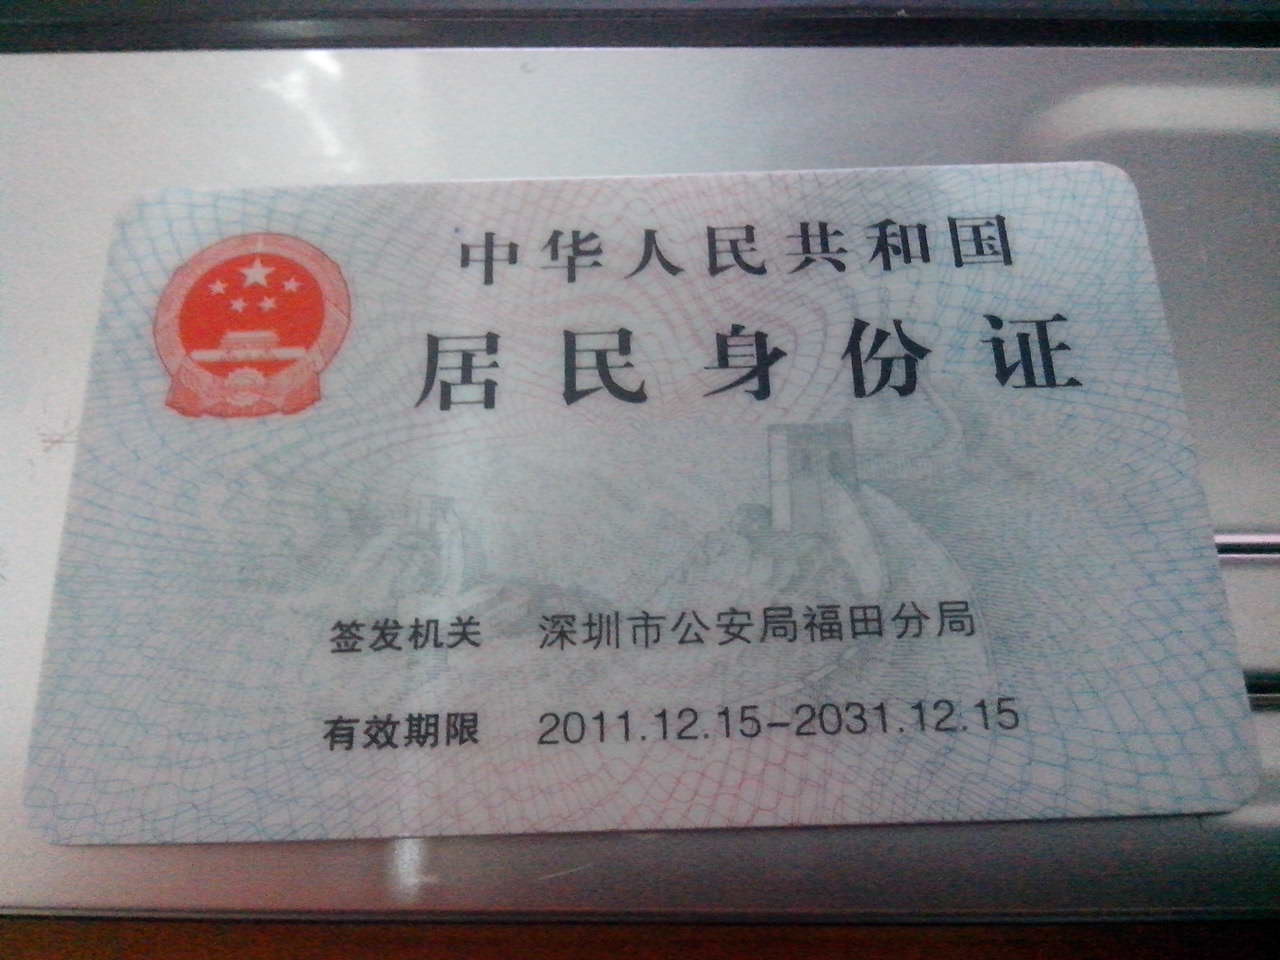 中华人民共和国
居民身份证
签发机关 深圳市公安局福田分局
有效期限 2011.12.15-2031.12.15